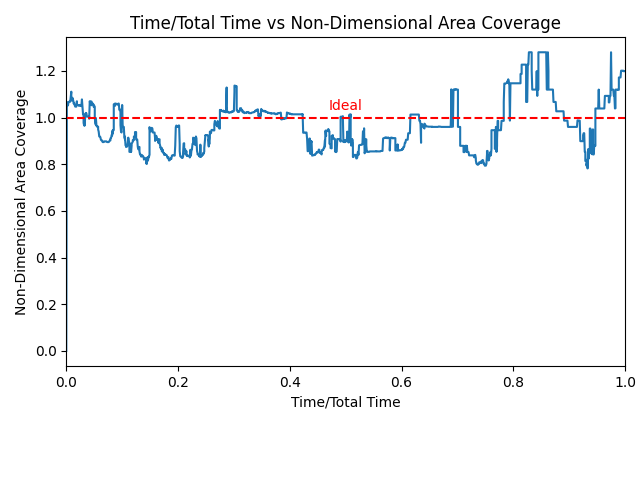 Time/Total Time vs Non-Dimensional Area Coverage
Non-Dimensional Area Coverage
1.2
1.0
0.8
0.6
0.4
0.2
0.0
Ideal
0.0 0.2 0.4 0.6 0.8 1.0
Time/Total Time